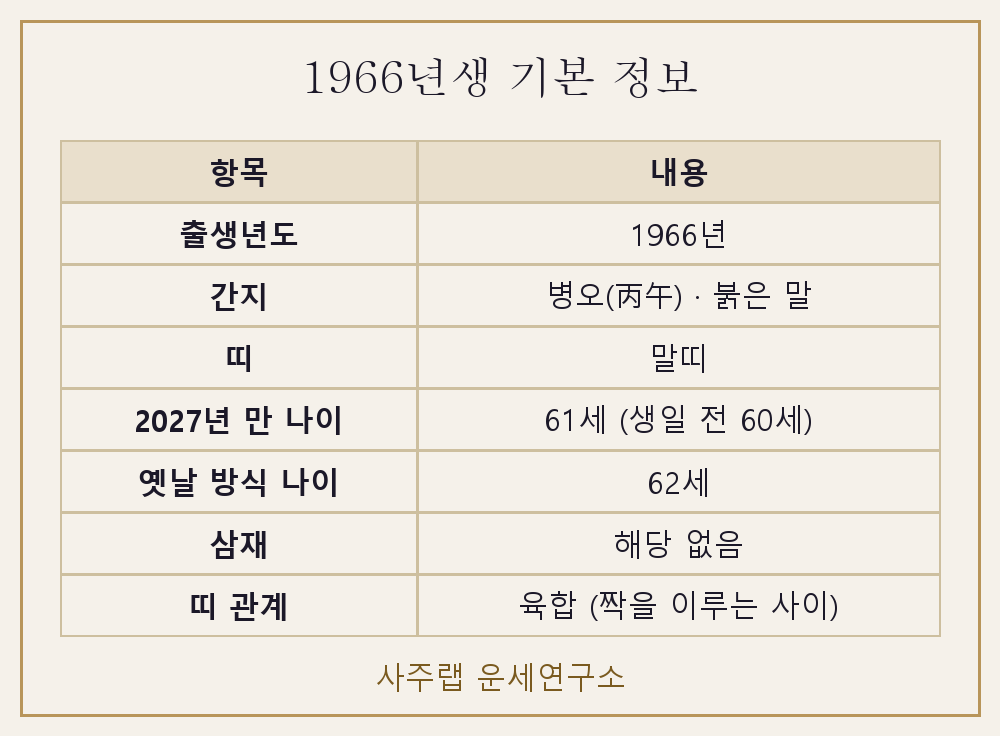 1966년생 기본 정보
항목 내용
출생년도 1966년
간지 병오(丙午) · 붉은 말
띠 말띠
2027년 만 나이 61세 (생일 전 60세)
옛날 방식 나이 62세
삼재 해당 없음
띠 관계 육합 (짝을 이루는 사이)
사주랩 운세연구소